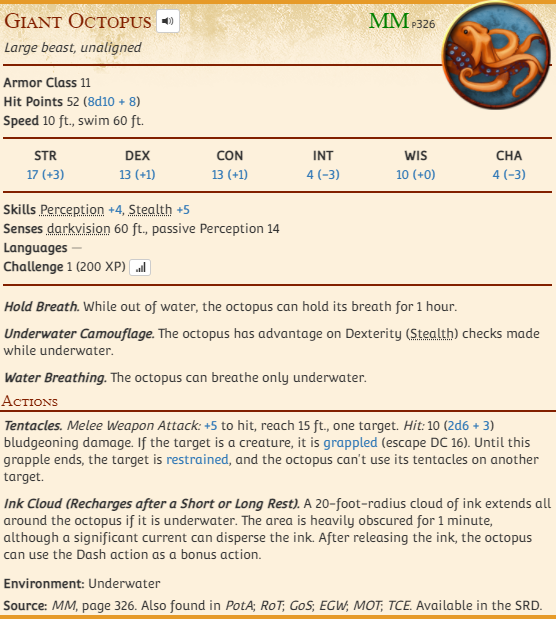 Giant Octopus MM P326
Large beast, unaligned
Armor Class 11
Hit Points 52 (8d10 + 8)
Speed 10 ft., swim 60 ft.
STR DEX CON INT WIS CHA
17 (+3) 13 (+1) 13 (+1) 4 (−3) 10 (+0) 4 (−3)
Skills Perception +4, Stealth +5
Senses darkvision 60 ft., passive Perception 14
Languages —
Challenge 1 (200 XP)
Hold Breath. While out of water, the octopus can hold its breath for 1 hour.
Underwater Camouflage. The octopus has advantage on Dexterity (Stealth) checks made
while underwater.
Water Breathing. The octopus can breathe only underwater.
Actions
Tentacles. Melee Weapon Attack: +5 to hit, reach 15 ft., one target. Hit: 10 (2d6 + 3)
bludgeoning damage. If the target is a creature, it is grappled (escape DC 16). Until this
grapple ends, the target is restrained, and the octopus can't use its tentacles on another
target.
Ink Cloud (Recharges after a Short or Long Rest). A 20−foot−radius cloud of ink extends all
around the octopus if it is underwater. The area is heavily obscured for 1 minute,
although a significant current can disperse the ink. After releasing the ink, the octopus
can use the Dash action as a bonus action.
Environment: Underwater
Source: MM, page 326. Also found in PotA; RoT; GoS; EGW; MOT; TCE. Available in the SRD.